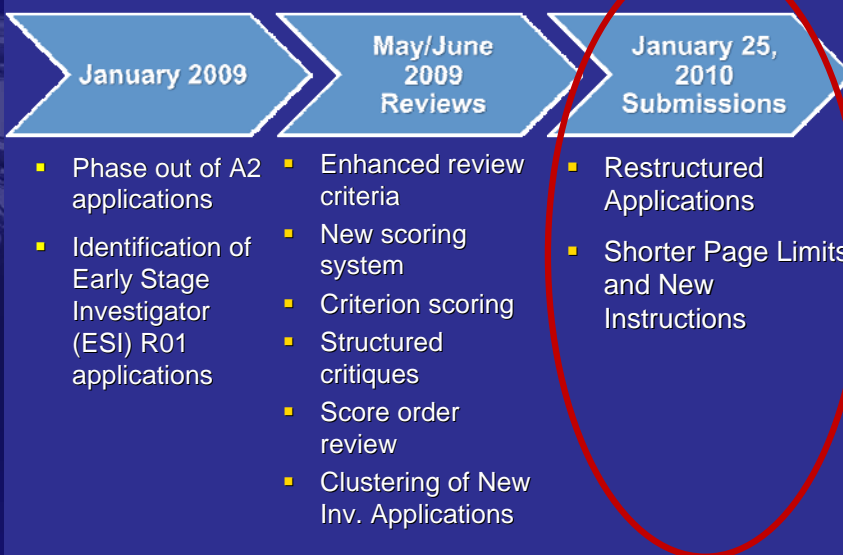 January 2009
May/June
2009
Reviews
January 25,
2010
Submissions
Phase out of A2
applications
Identification of
Early Stage
Investigator
(ESI) R01
applications
Enhanced review
criteria
New scoring
system
Criterion scoring
Structured
critiques
Score order
review
Clustering of New
Inv. Applications
Restructured
Applications
Shorter Page Limits
and New
Instructions